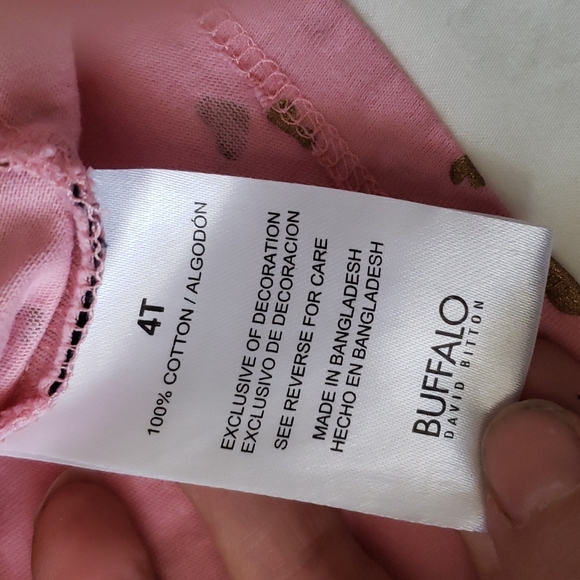 4T
100% COTTON / ALGODÓN
EXCLUSIVE OF DECORATION
EXCLUSIVO DE DECORACION
SEE REVERSE FOR CARE
MADE IN BANGLADESH
HECHO EN BANGLADESH
BUFFALO
DAVID BITTON